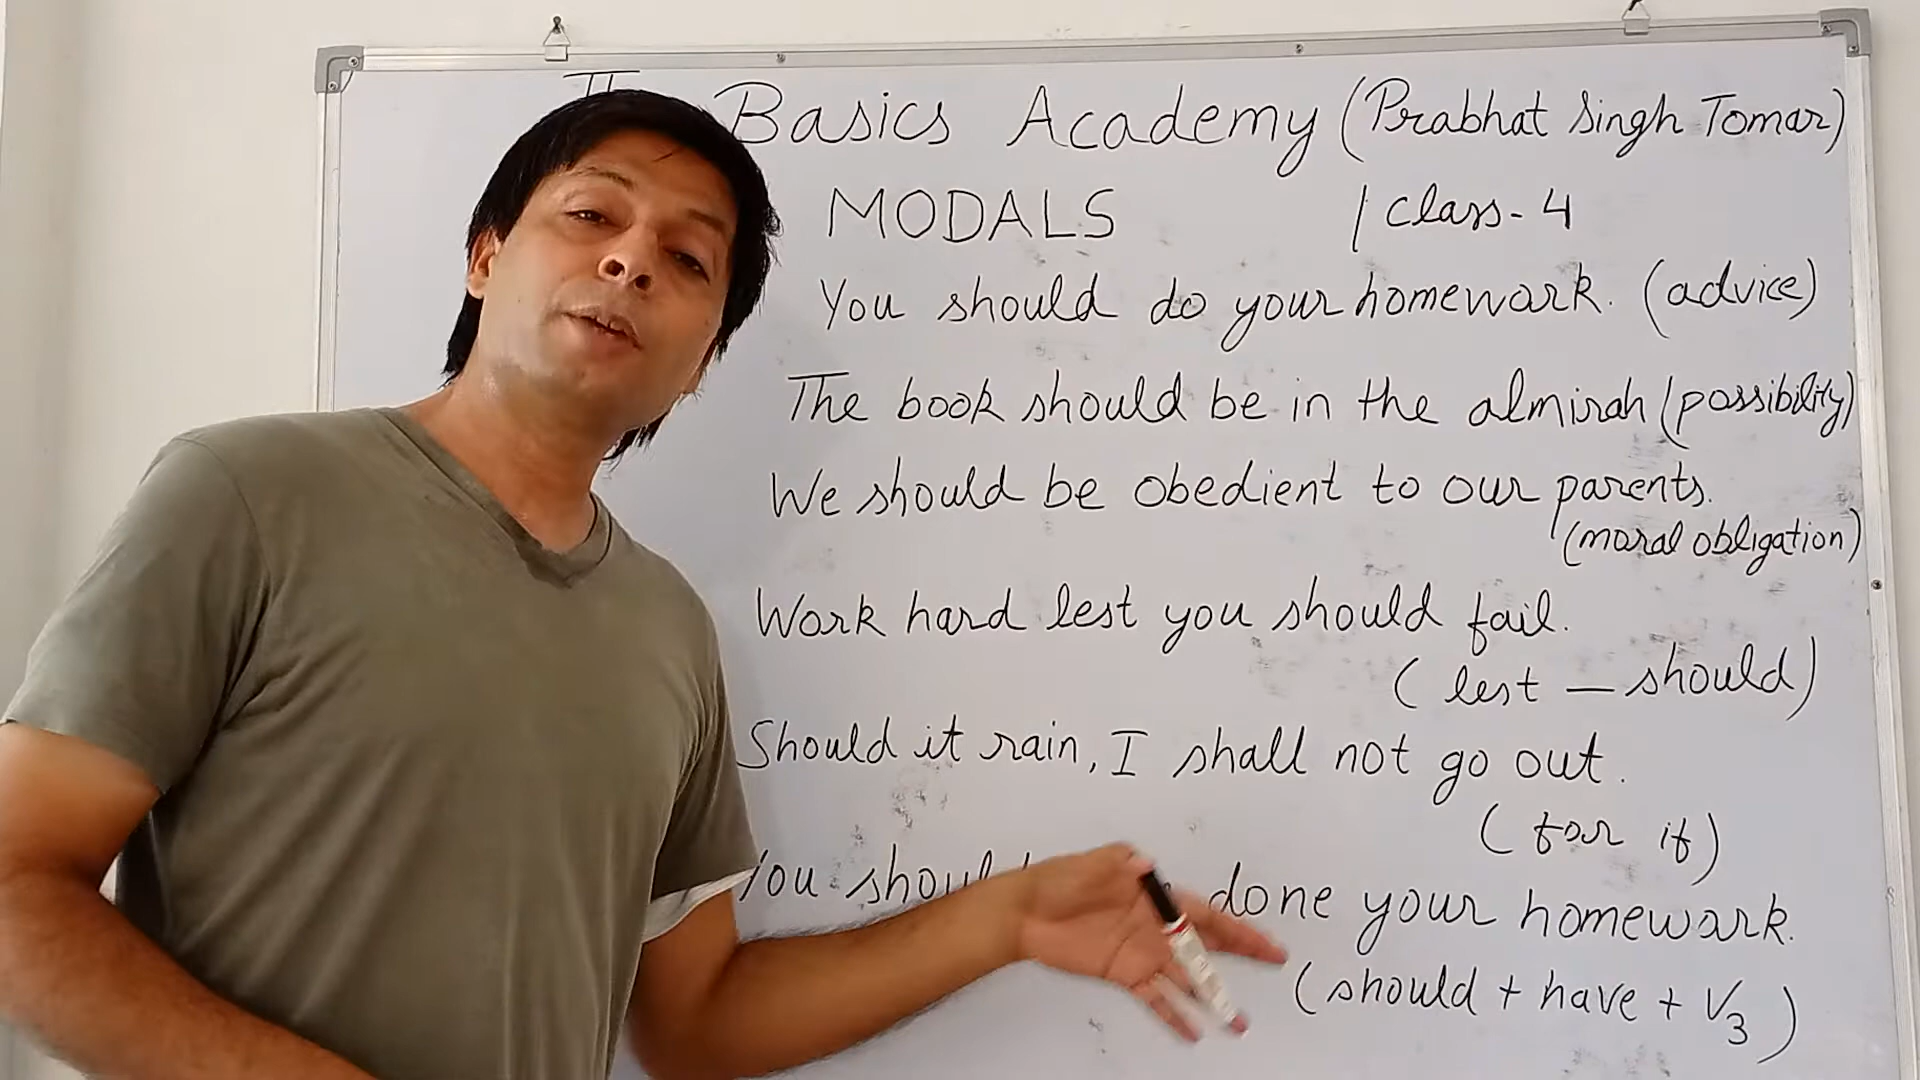 Basics Academy (Prabhat Singh Tomar)
MODALS / class-4
You should do your homework. (advice)
The book should be in the almirah (possibility)
We should be obedient to our parents.
(moral obligation)
Work hard lest you should fail.
(lest — should)
Should it rain, I shall not go out.
(for if)
You done your homework.
(should + have + V3)